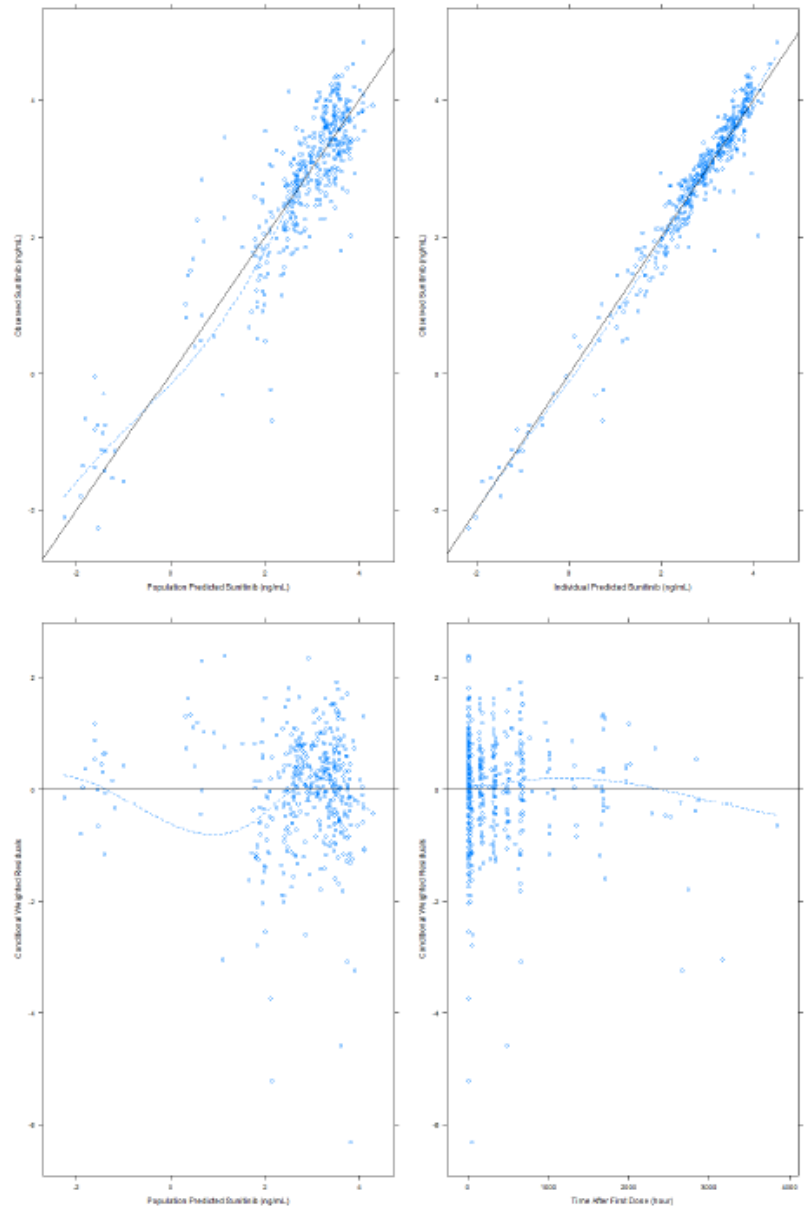 4
2
0
-2
Observed Sunitinib (ng/mL)
-2 0 2 4
Population Predicted Sunitinib (ng/mL)
4
2
0
-2
Observed Sunitinib (ng/mL)
-2 0 2 4
Individual Predicted Sunitinib (ng/mL)
2
0
-2
-4
-6
Conditional Weighted Residuals
-2 0 2 4
Population Predicted Sunitinib (ng/mL)
2
0
-2
-4
-6
Conditional Weighted Residuals
0 1000 2000 3000 4000
Time After First Dose (hour)